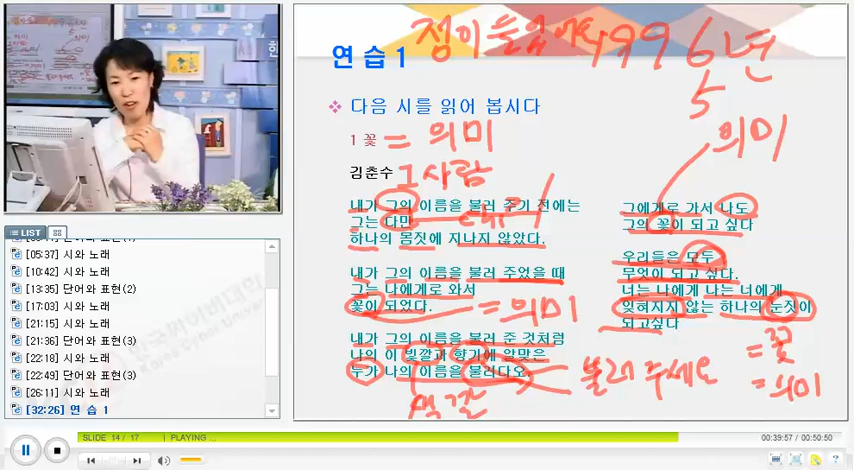 연 습 1
정이 들었다
1996년
5
다음 시를 읽어 봅시다
1 꽃 = 의미
의미
김춘수 그 사람
내가 그의 이름을 불러 주기 전에는
그는 다만
하나의 몸짓에 지나지 않았다.
내가 그의 이름을 불러 주었을 때
그는 나에게로 와서
꽃이 되었다. = 의미
내가 그의 이름을 불러 준 것처럼
나의 이 빛깔과 향기에 알맞은
누가 나의 이름을 불러다오.
불러 주세요
색깔
그에게로 가서 나도
그의 꽃이 되고 싶다
우리들은 모두
무엇이 되고 싶다.
너는 나에게 나는 너에게
잊혀지지 않는 하나의 눈짓이
되고싶다
= 꽃
= 의미
LIST
[05:37] 시와 노래
[10:42] 시와 노래
[13:35] 단어와 표현(2)
[17:03] 시와 노래
[21:15] 시와 노래
[21:36] 단어와 표현(3)
[22:18] 시와 노래
[22:49] 단어와 표현(3)
[26:11] 시와 노래
[32:26] 연 습 1
SLIDE 14 / 17 PLAYING ...
00:39:57 ■ 00:50:50